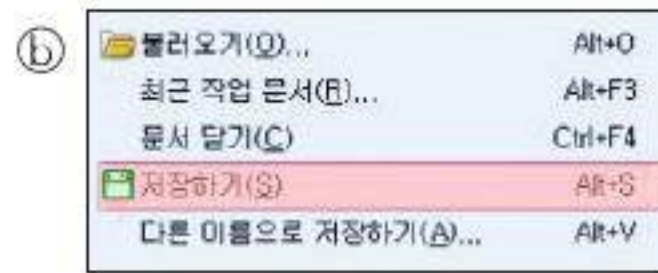 ⓑ
불러오기(O)... Alt+O
최근 작업 문서(R)... Alt+F3
문서 닫기(C) Ctrl+F4
저장하기(S) Alt+S
다른 이름으로 저장하기(A)... Alt+V